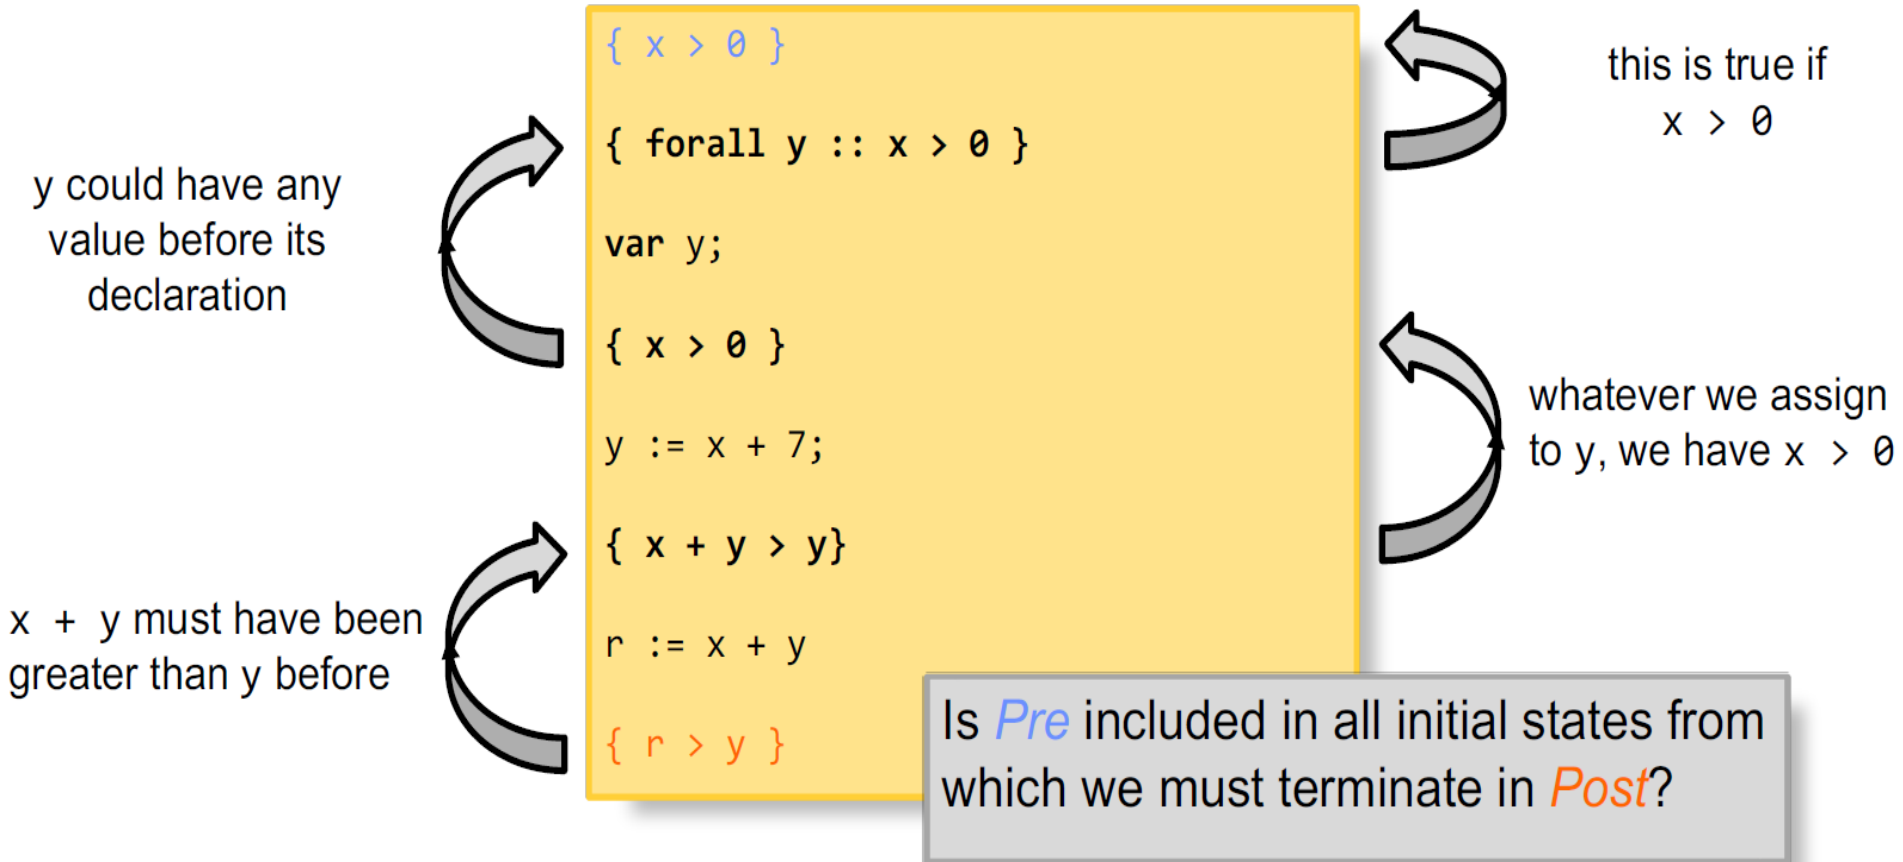 { x > 0 }
this is true if
x > 0
{ forall y :: x > 0 }
y could have any
value before its
declaration
var y;
{ x > 0 }
whatever we assign
to y, we have x > 0
y := x + 7;
{ x + y > y}
x + y must have been
greater than y before
r := x + y
{ r > y }
Is Pre included in all initial states from
which we must terminate in Post?